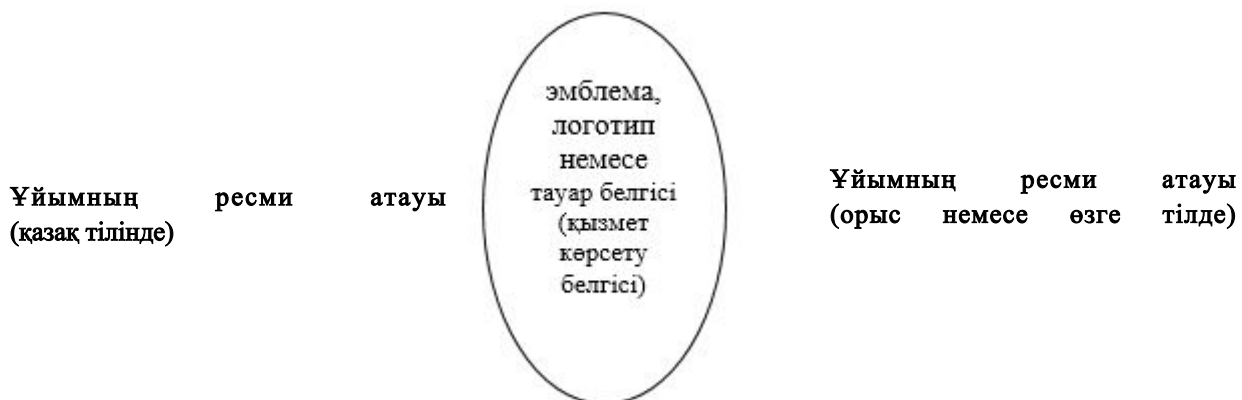 Ұйымның ресми атауы
(қазақ тілінде)
эмблема,
логотип
немесе
тауар белгісі
(қызмет
көрсету
белгісі)
Ұйымның ресми атауы
(орыс немесе өзге тілде)